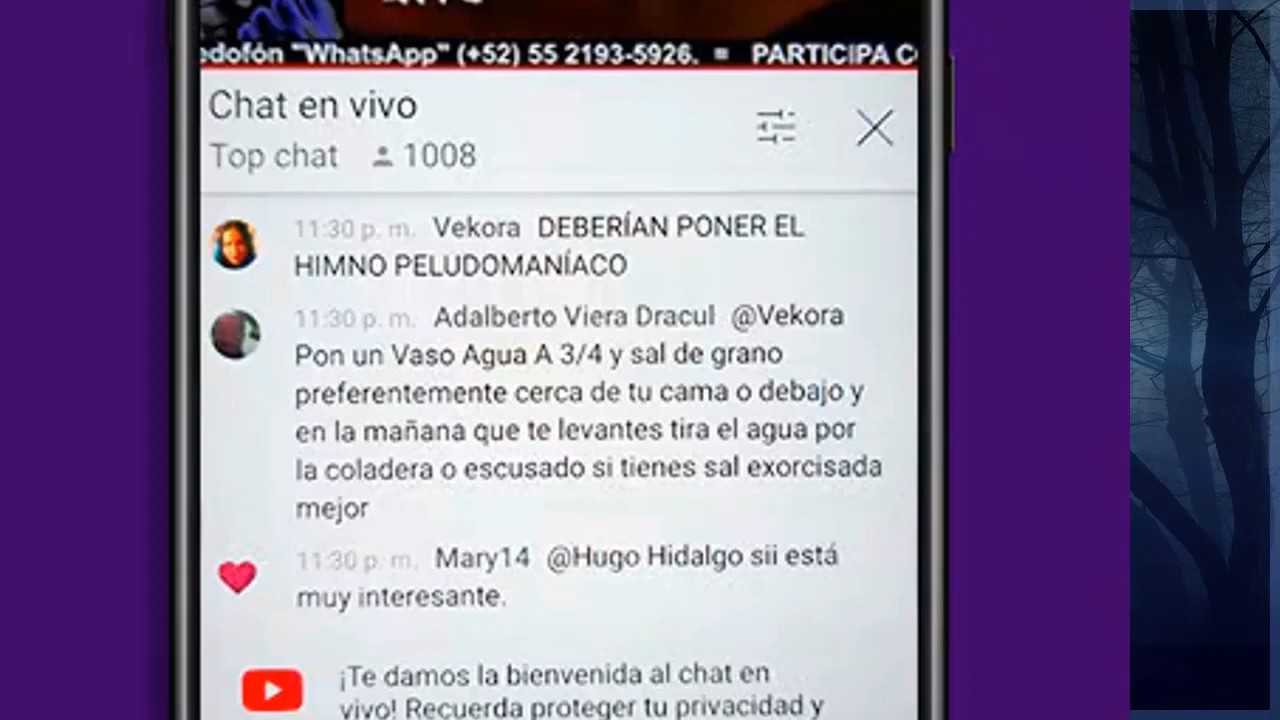 "WhatsApp" (+52) 55 2193-5926. = PARTICIPA
Chat en vivo
Top chat 1008
11:30 p. m. Vekora DEBERÍAN PONER EL
HIMNO PELUDOMANÍACO
11:30 p. m. Adalberto Viera Dracul @Vekora
Pon un Vaso Agua A 3/4 y sal de grano
preferentemente cerca de tu cama o debajo y
en la mañana que te levantes tira el agua por
la coladera o escusado si tienes sal exorcisada
mejor
11:30 p. m. Mary14 @Hugo Hidalgo sii está
muy interesante.
¡Te damos la bienvenida al chat en
vivo! Recuerda proteger tu privacidad y